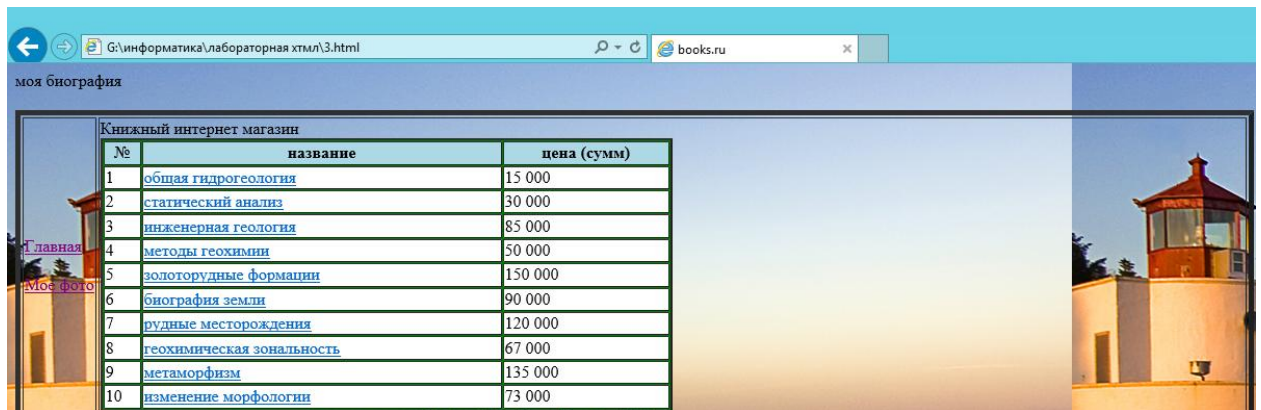 G:\информатика\лабораторная хтмл\3.html
books.ru
моя биография
Книжный интернет магазин
№ название цена (сумм)
1 общая гидрогеология 15 000
2 статический анализ 30 000
3 инженерная геология 85 000
Главная
4 методы геохимии 50 000
5 золоторудные формации 150 000
Мое фото
6 биография земли 90 000
7 рудные месторождения 120 000
8 геохимическая зональность 67 000
9 метаморфизм 135 000
10 изменение морфологии 73 000